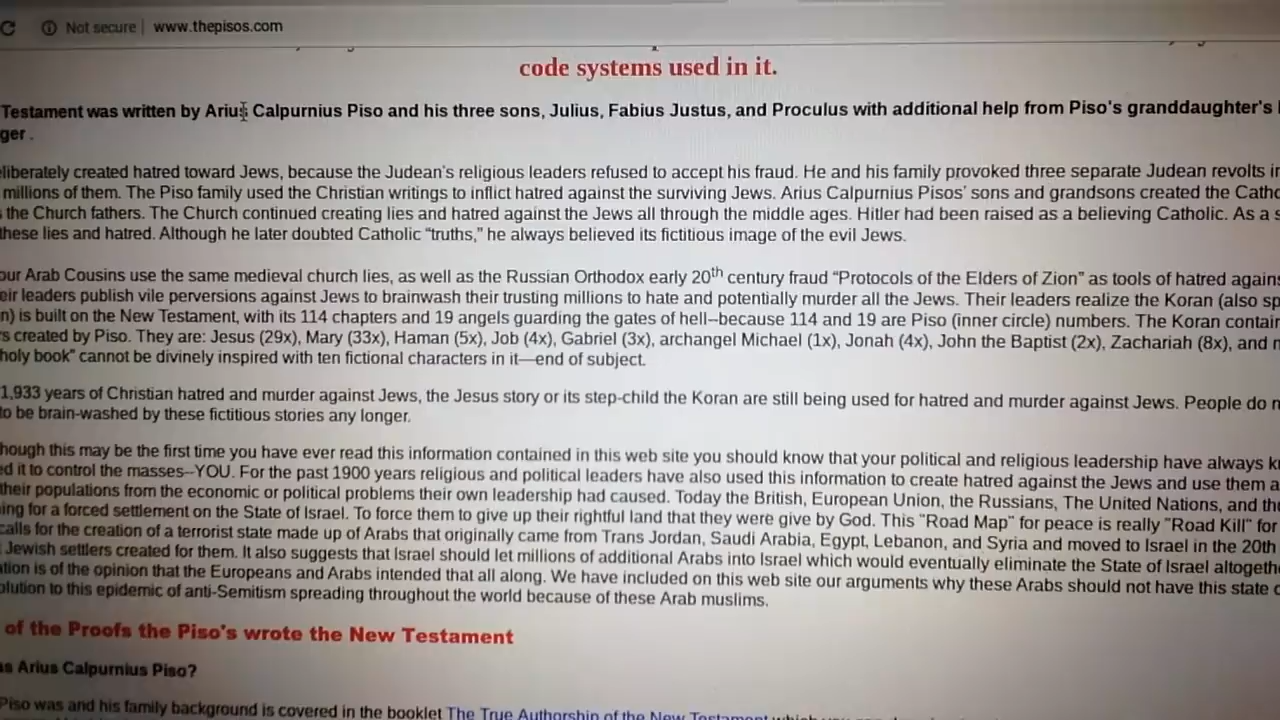 Not secure | www.thepisos.com
code systems used in it.
Testament was written by Arius Calpurnius Piso and his three sons, Julius, Fabius Justus, and Proculus with additional help from Piso's granddaughter's
ger .
eliberately created hatred toward Jews, because the Judean's religious leaders refused to accept his fraud. He and his family provoked three separate Judean revolts in
millions of them. The Piso family used the Christian writings to inflict hatred against the surviving Jews. Arius Calpurnius Pisos' sons and grandsons created the Catho
the Church fathers. The Church continued creating lies and hatred against the Jews all through the middle ages. Hitler had been raised as a believing Catholic. As a s
these lies and hatred. Although he later doubted Catholic “truths,” he always believed its fictitious image of the evil Jews.
our Arab Cousins use the same medieval church lies, as well as the Russian Orthodox early 20th century fraud “Protocols of the Elders of Zion” as tools of hatred agains
eir leaders publish vile perversions against Jews to brainwash their trusting millions to hate and potentially murder all the Jews. Their leaders realize the Koran (also sp
n) is built on the New Testament, with its 114 chapters and 19 angels guarding the gates of hell--because 114 and 19 are Piso (inner circle) numbers. The Koran contain
s created by Piso. They are: Jesus (29x), Mary (33x), Haman (5x), Job (4x), Gabriel (3x), archangel Michael (1x), Jonah (4x), John the Baptist (2x), Zachariah (8x), and
holy book” cannot be divinely inspired with ten fictional characters in it—end of subject.
1,933 years of Christian hatred and murder against Jews, the Jesus story or its step-child the Koran are still being used for hatred and murder against Jews. People do
to be brain-washed by these fictitious stories any longer.
hough this may be the first time you have ever read this information contained in this web site you should know that your political and religious leadership have always
ed it to control the masses--YOU. For the past 1900 years religious and political leaders have also used this information to create hatred against the Jews and use them
their populations from the economic or political problems their own leadership had caused. Today the British, European Union, the Russians, The United Nations, and
ing for a forced settlement on the State of Israel. To force them to give up their rightful land that they were give by God. This "Road Map" for peace is really "Road Kill" for
calls for the creation of a terrorist state made up of Arabs that originally came from Trans Jordan, Saudi Arabia, Egypt, Lebanon, and Syria and moved to Israel in the 20th
Jewish settlers created for them. It also suggests that Israel should let millions of additional Arabs into Israel which would eventually eliminate the State of Israel altogeth
ation is of the opinion that the Europeans and Arabs intended that all along. We have included on this web site our arguments why these Arabs should not have this state
olution to this epidemic of anti-Semitism spreading throughout the world because of these Arab muslims.
of the Proofs the Piso's wrote the New Testament
as Arius Calpurnius Piso?
Piso was and his family background is covered in the booklet The True Authorship of the New Testament which